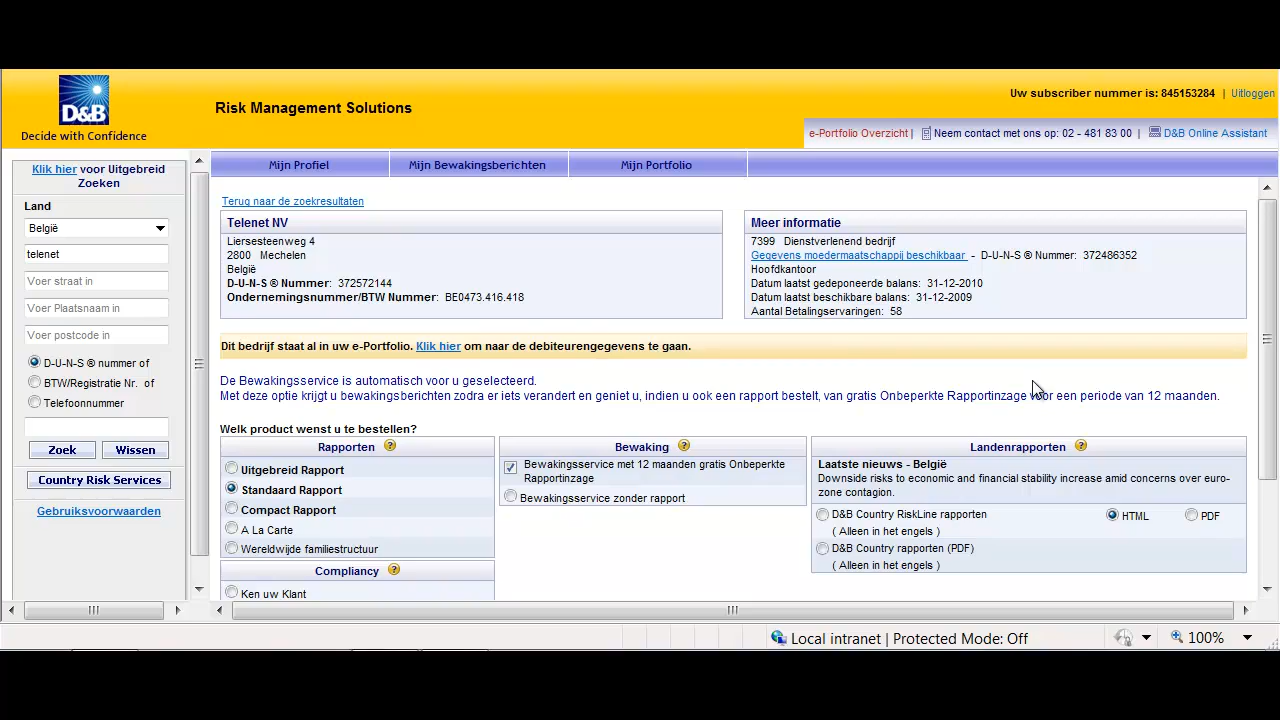 D&B
Decide with Confidence
Risk Management Solutions
Uw subscriber nummer is: 845153284 | Uitloggen
e-Portfolio Overzicht | Neem contact met ons op: 02 - 481 83 00 | D&B Online Assistant
Klik hier voor Uitgebreid
Zoeken
Land
België
telenet
Voer straat in
Voer Plaatsnaam in
Voer postcode in
D-U-N-S ® nummer of
BTW/Registratie Nr. of
Telefoonnummer
Zoek Wissen
Country Risk Services
Gebruiksvoorwaarden
Mijn Profiel Mijn Bewakingsberichten Mijn Portfolio
Terug naar de zoekresultaten
Telenet NV
Liersesteenweg 4
2800 Mechelen
België
D-U-N-S ® Nummer: 372572144
Ondernemingsnummer/BTW Nummer: BE0473.416.418
Meer informatie
7399 Dienstverlenend bedrijf
Gegevens moedermaatschappij beschikbaar - D-U-N-S ® Nummer: 372486352
Hoofdkantoor
Datum laatst gedeponeerde balans: 31-12-2010
Datum laatst beschikbare balans: 31-12-2009
Aantal Betalingservaringen: 58
Dit bedrijf staat al in uw e-Portfolio. Klik hier om naar de debiteurengegevens te gaan.
De Bewakingsservice is automatisch voor u geselecteerd.
Met deze optie krijgt u bewakingsberichten zodra er iets verandert en geniet u, indien u ook een rapport bestelt, van gratis Onbeperkte Rapportinzage voor een periode van 12 maanden.
Welk product wenst u te bestellen?
Rapporten ?
Uitgebreid Rapport
Standaard Rapport
Compact Rapport
A La Carte
Wereldwijde familiestructuur
Compliancy ?
Ken uw Klant
Bewaking ?
Bewakingsservice met 12 maanden gratis Onbeperkte
Rapportinzage
Bewakingsservice zonder rapport
Landenrapporten ?
Laatste nieuws - België
Downside risks to economic and financial stability increase amid concerns over euro-
zone contagion.
D&B Country RiskLine rapporten HTML PDF
( Alleen in het engels )
D&B Country rapporten (PDF)
( Alleen in het engels )
Local intranet | Protected Mode: Off
100%